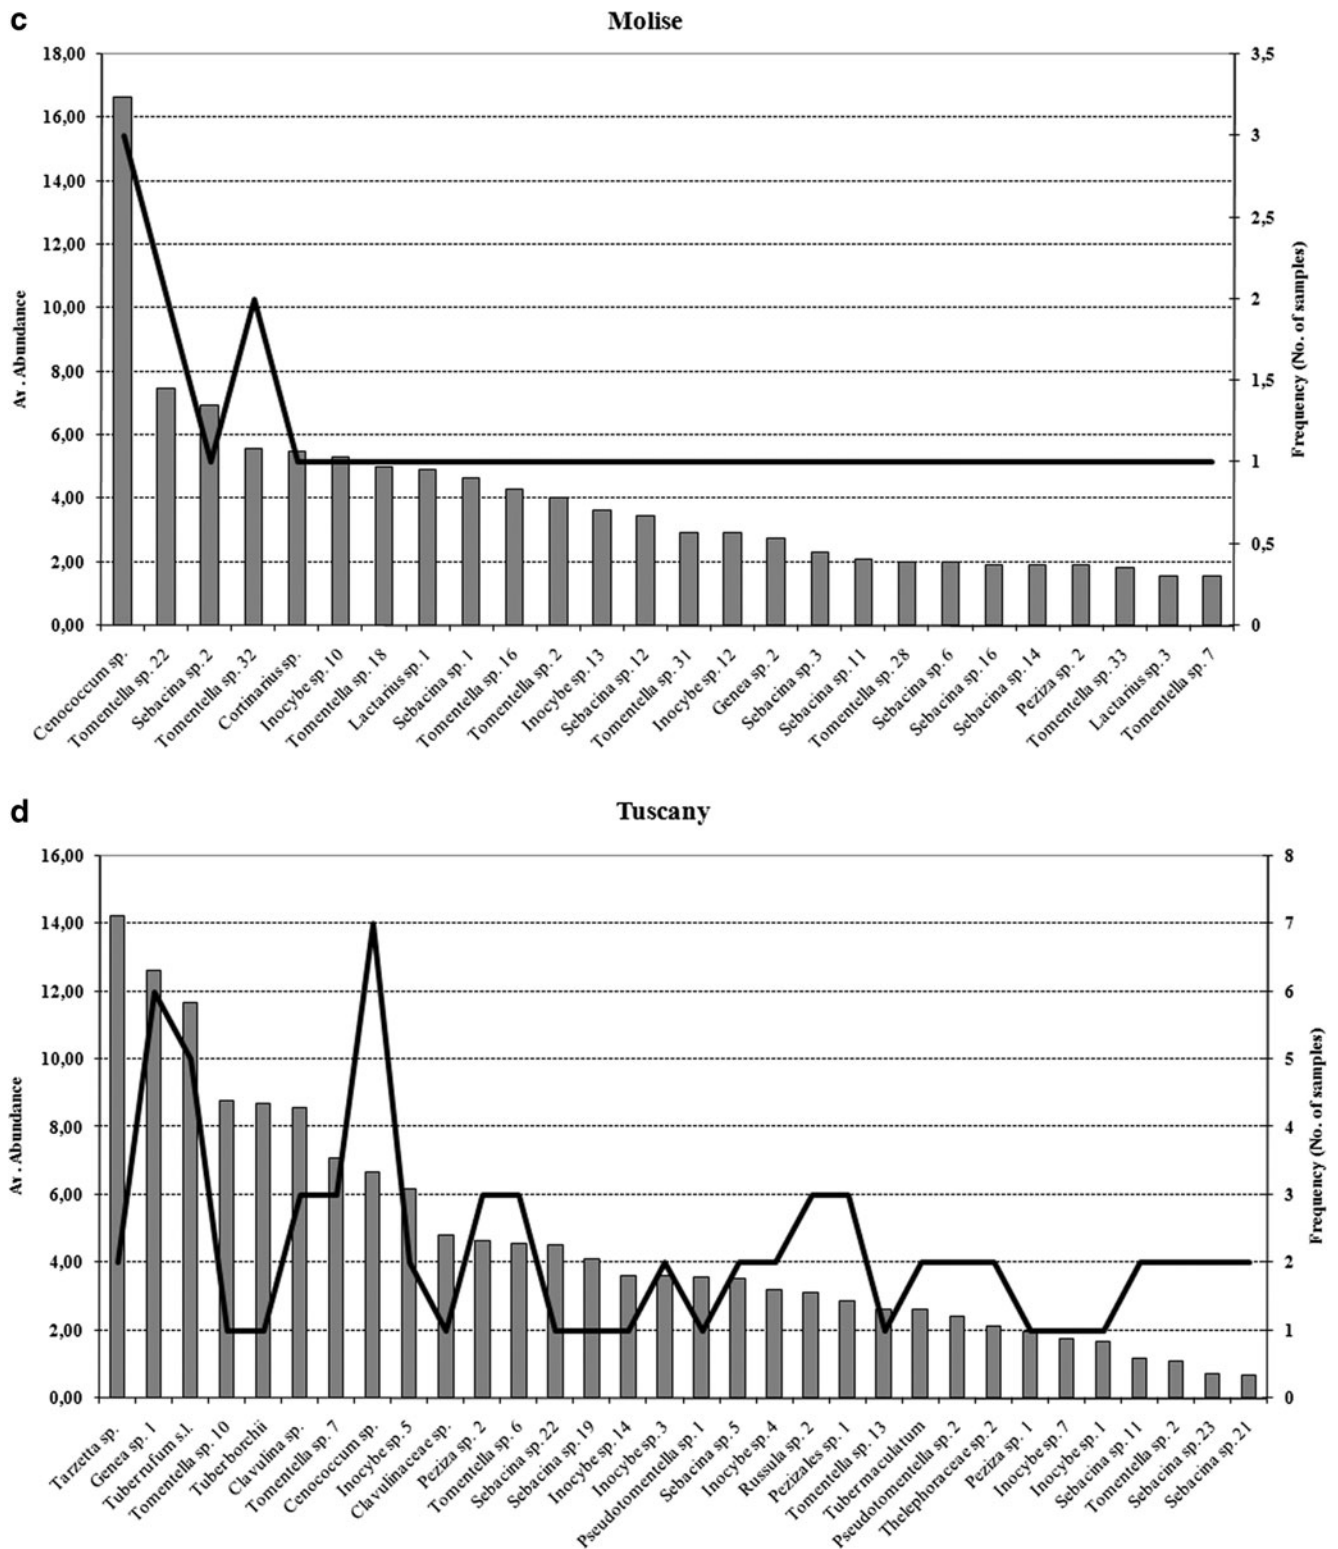 c
Molise
18,00
16,00
14,00
12,00
10,00
8,00
6,00
4,00
2,00
0,00
Av . Abundance
3,5
3
2,5
2
1,5
1
0,5
0
Frequency (No. of samples)
Cenococcum sp.
Tomentella sp. 22
Sebacina sp.2
Tomentella sp. 32
Cortinarius sp.
Inocybe sp. 10
Tomentella sp. 18
Lactarius sp. 1
Sebacina sp. 1
Tomentella sp. 16
Tomentella sp. 2
Inocybe sp. 13
Sebacina sp. 12
Tomentella sp. 31
Inocybe sp. 12
Genea sp. 2
Sebacina sp. 3
Sebacina sp. 11
Tomentella sp. 28
Sebacina sp. 6
Sebacina sp. 16
Sebacina sp. 14
Peziza sp. 2
Tomentella sp. 33
Lactarius sp. 3
Tomentella sp. 7
d
Tuscany
16,00
14,00
12,00
10,00
8,00
6,00
4,00
2,00
0,00
Av . Abundance
8
7
6
5
4
3
2
1
0
Frequency (No. of samples)
Tarzetta sp.
Genea sp. 1
Tuberrufum s.l.
Tomentella sp. 10
Tuberborchii
Clavulina sp.
Tomentella sp. 7
Cenococcum sp.
Inocybe sp. 5
Clavulinaceae sp.
Peziza sp. 2
Tomentella sp. 6
Sebacina sp. 22
Sebacina sp. 19
Inocybe sp. 14
Inocybe sp. 3
Pseudotomentella sp. 1
Sebacina sp. 5
Inocybe sp. 4
Russula sp. 2
Pezizales sp. 1
Tomentella sp. 13
Tubermaculatum
Pseudotomentella sp. 2
Thelephoraceae sp. 2
Peziza sp. 1
Inocybe sp. 7
Inocybe sp. 1
Sebacina sp. 11
Tomentella sp. 2
Sebacina sp. 23
Sebacina sp. 21